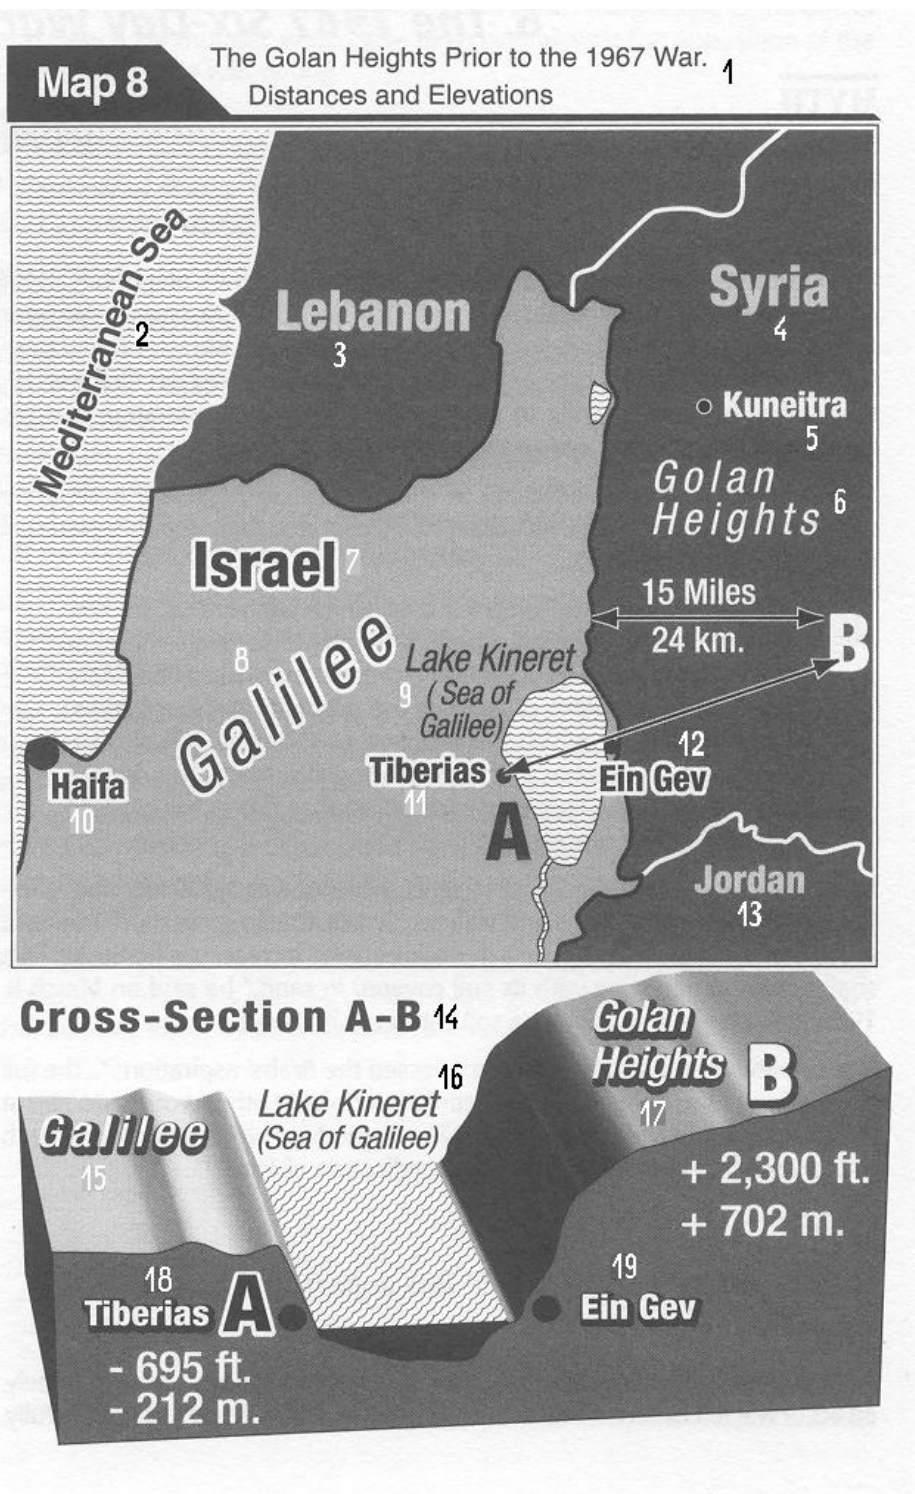 Map 8
The Golan Heights Prior to the 1967 War.
Distances and Elevations
1
Mediterranean Sea
2
Lebanon
3
Syria
4
Kuneitra
5
Golan
Heights
6
Israel 7
15 Miles
24 km.
B
8
Galilee
Lake Kineret
9 (Sea of
Galilee)
12
Tiberias
11
Ein Gev
Haifa
10
A
Jordan
13
Cross-Section A-B 14
Golan
Heights
B
17
16
Lake Kineret
(Sea of Galilee)
Galilee
15
+ 2,300 ft.
+ 702 m.
18
Tiberias A
19
Ein Gev
- 695 ft.
- 212 m.